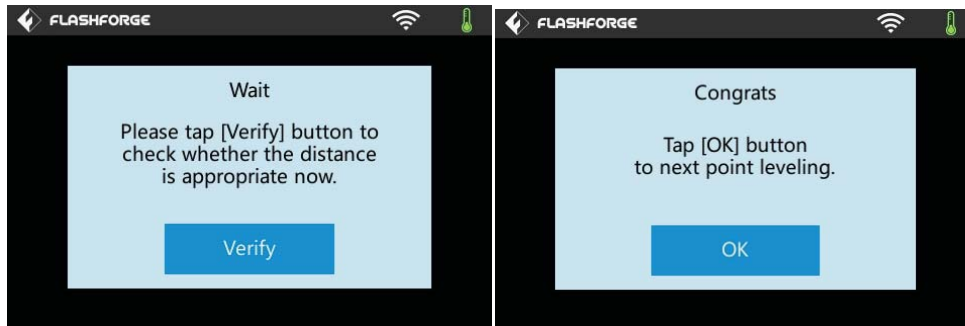 FLASHFORGE
Wait
Please tap [Verify] button to
check whether the distance
is appropriate now.
Verify
FLASHFORGE
Congrats
Tap [OK] button
to next point leveling.
OK